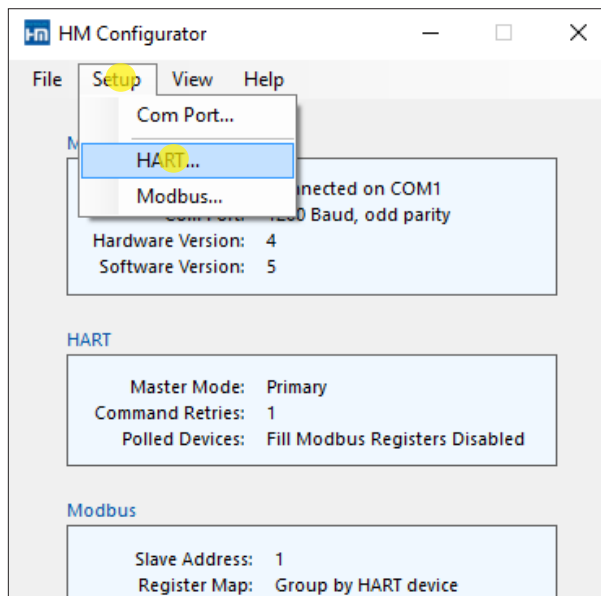 HM HM Configurator
File Setup View Help
Com Port...
HART...
Modbus...
M
nnected on COM1
1200 Baud, odd parity
Hardware Version: 4
Software Version: 5
HART
Master Mode: Primary
Command Retries: 1
Polled Devices: Fill Modbus Registers Disabled
Modbus
Slave Address: 1
Register Map: Group by HART device